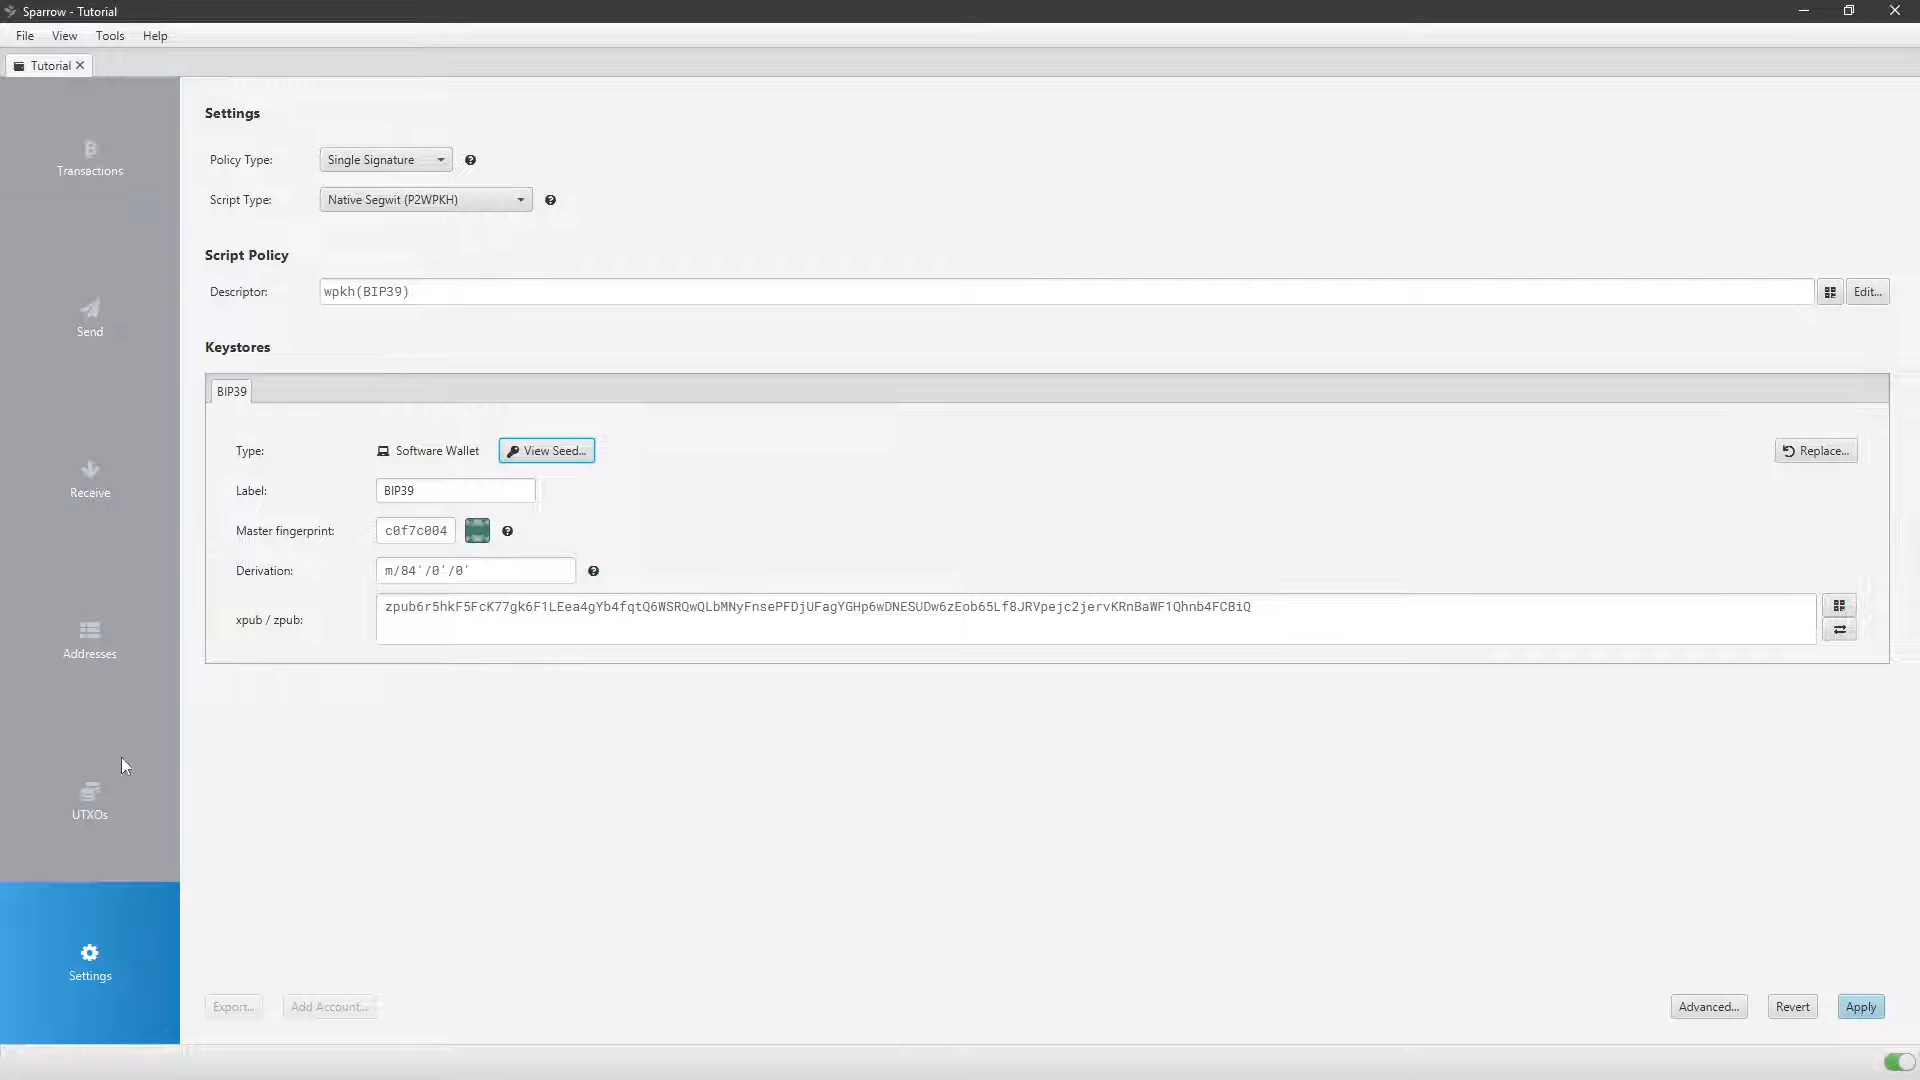 Sparrow - Tutorial
File View Tools Help
Tutorial
Transactions
Send
Receive
Addresses
UTXOs
Settings
Settings
Policy Type: Single Signature
Script Type: Native Segwit (P2WPKH)
Script Policy
Descriptor: wpkh(BIP39) Edit...
Keystores
BIP39
Type: Software Wallet View Seed... Replace...
Label: BIP39
Master fingerprint: c0f7c004
Derivation: m/84'/0'/0'
xpub / zpub: zpub6r5hkF5FcK77gk6F1LEea4gYb4fqtQ6WSRQwQLbMNyFnsePFDjUFagYGHp6wDNESUDw6zEob65Lf8JRVpejc2jervKRnBaWF1Qhnb4FCBiQ
Export... Add Account... Advanced... Revert Apply